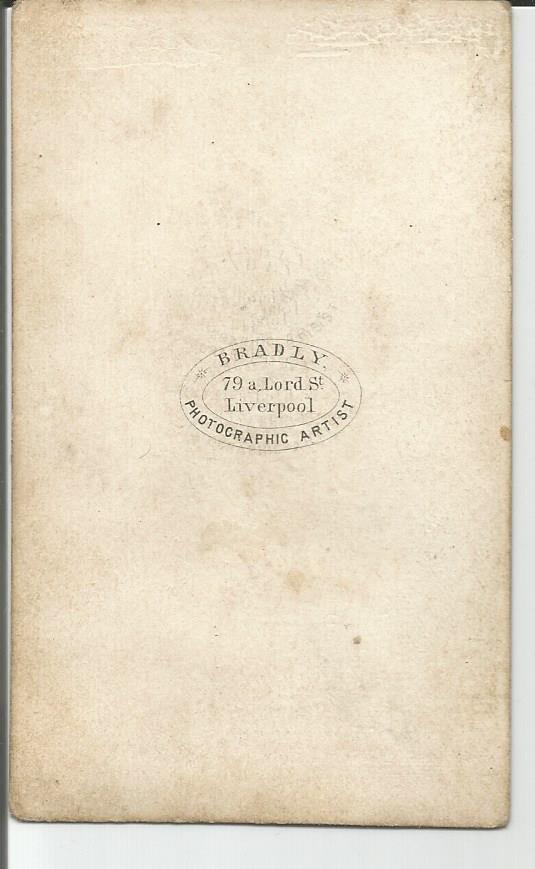 BRADLY.
79 a, Lord St
Liverpool
PHOTOGRAPHIC ARTIST